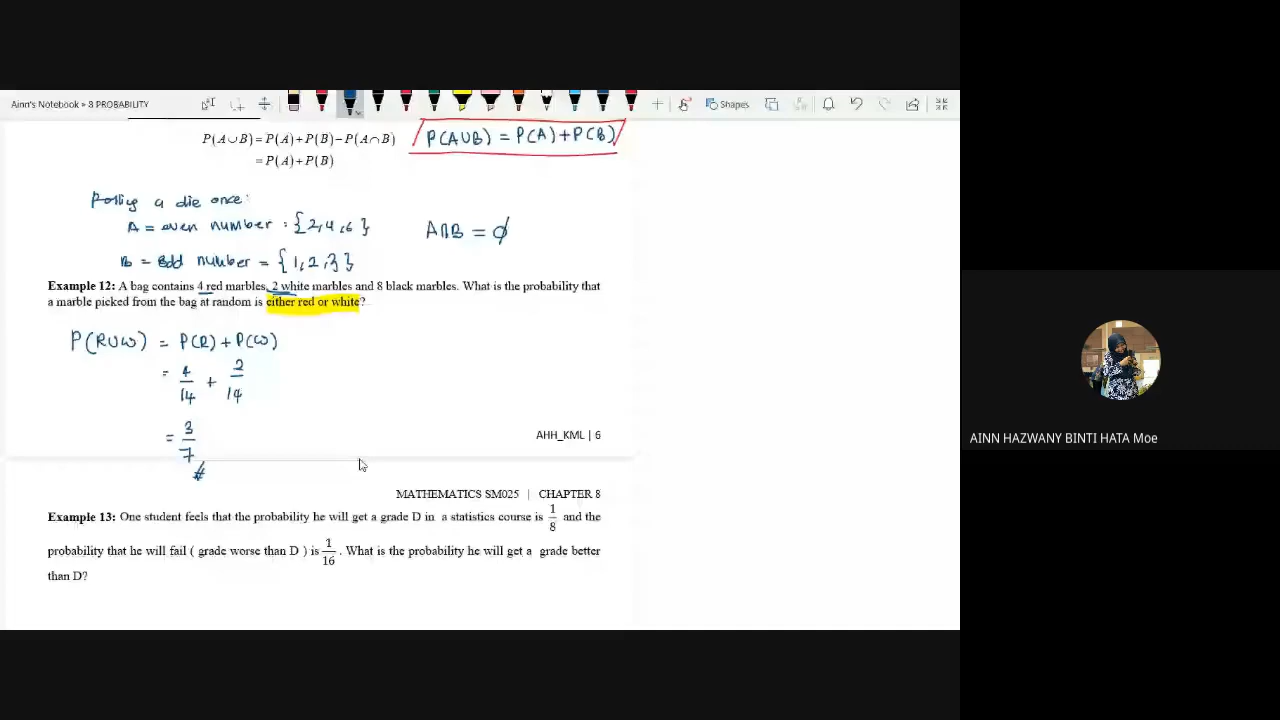 Ainn's Notebook » 8 PROBABILITY
Shapes
P(A∪B) = P(A)+P(B)−P(A∩B)
= P(A)+P(B)
P(A∪B) = P(A)+P(B)
Rolling a die once:
A = even number : {2,4,6}
A∩B = ∅
B = odd number = {1,2,3}
Example 12: A bag contains 4 red marbles, 2 white marbles and 8 black marbles. What is the probability that
a marble picked from the bag at random is either red or white?
P(R∪W) = P(R) + P(W)
= 4/14 + 2/14
= 3/7
AHH_KML | 6
MATHEMATICS SM025 | CHAPTER 8
Example 13: One student feels that the probability he will get a grade D in a statistics course is 1/8 and the
probability that he will fail ( grade worse than D ) is 1/16 . What is the probability he will get a grade better
than D?
AINN HAZWANY BINTI HATA Moe